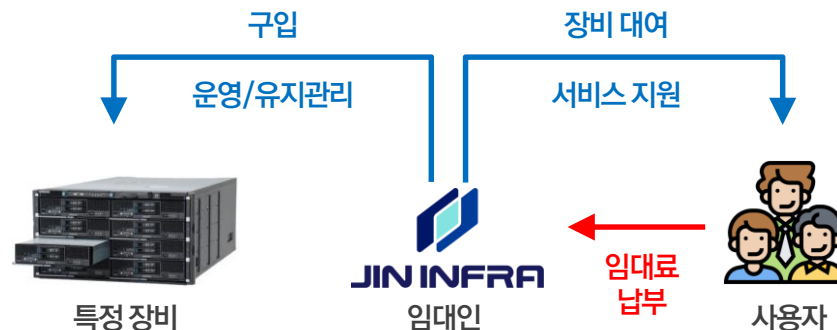 구입
장비 대여
운영/유지관리
서비스 지원
JIN INFRA
임대료
납부
특정 장비
임대인
사용자